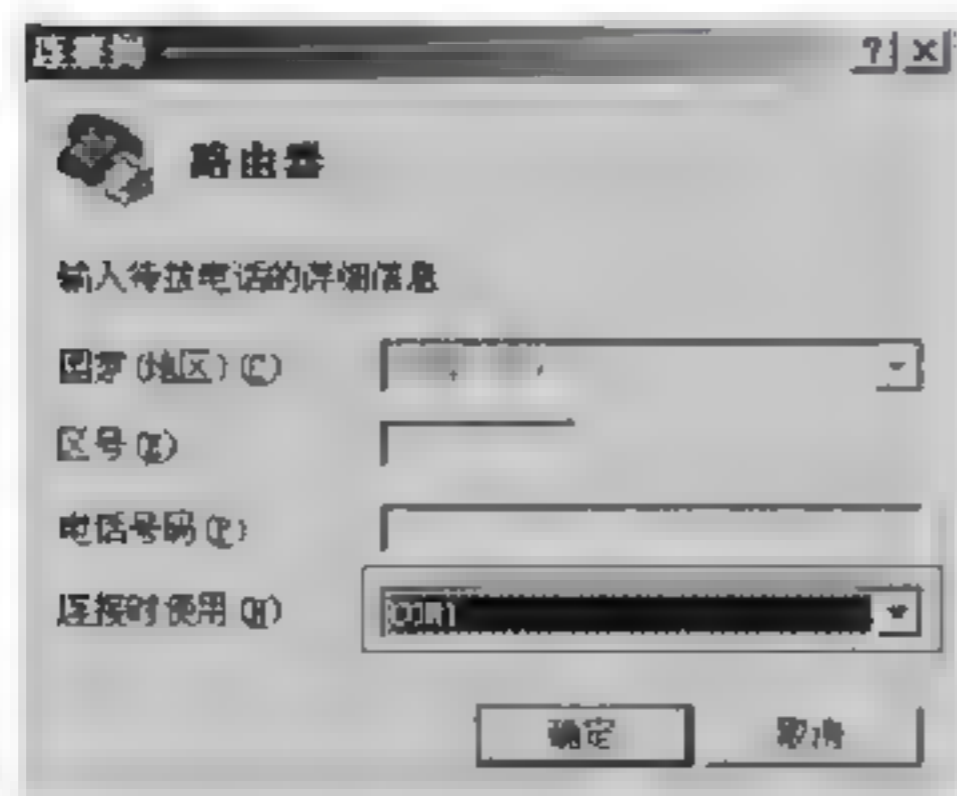 连接到
路由器
输入待拔电话的详细信息
国家(地区)(C)
区号(E)
电话号码(P)
连接时使用(N)
COM1
确定
取消